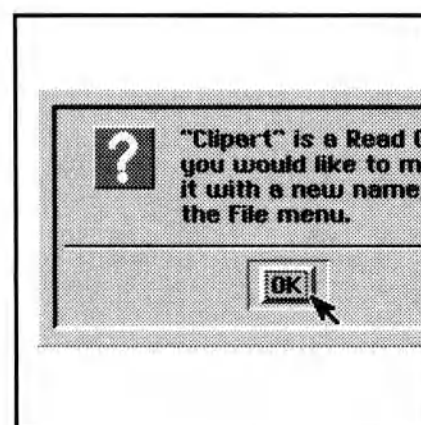 "Clipart" is a Read
you would like to
it with a new name
the File menu.
OK